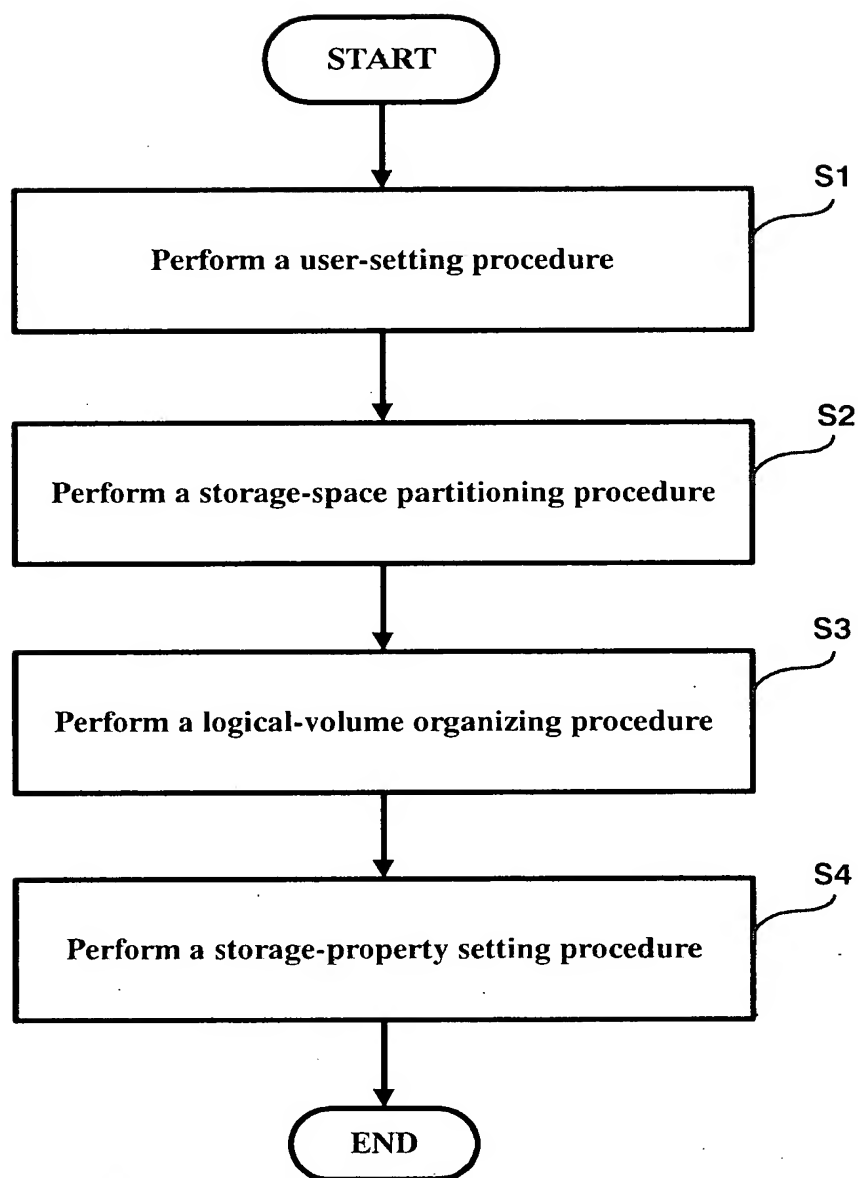 START
S1
Perform a user-setting procedure
S2
Perform a storage-space partitioning procedure
S3
Perform a logical-volume organizing procedure
S4
Perform a storage-property setting procedure
END